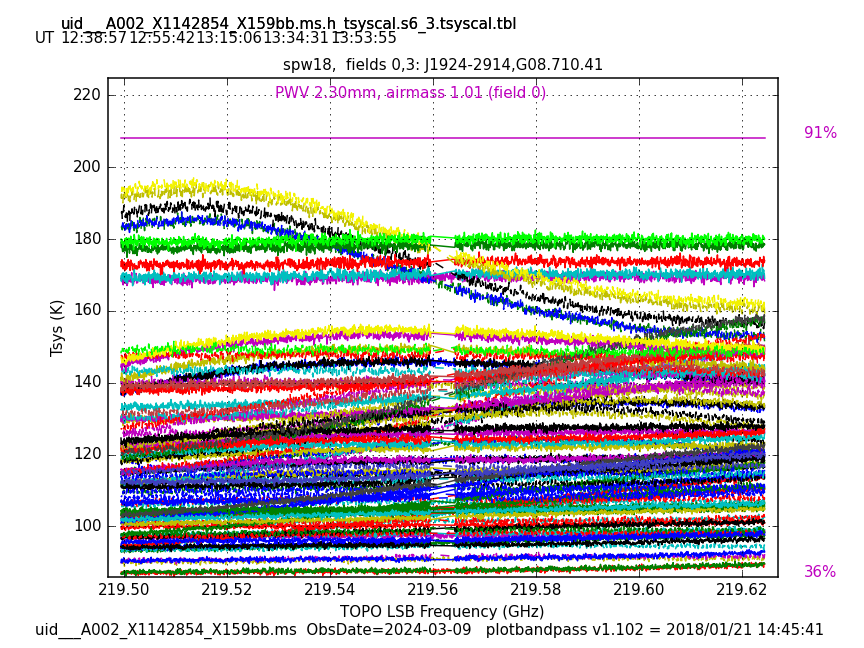 uid___A002_X1142854_X159bb.ms.h_tsyscal.s6_3.tsyscal.tbl
UT 12:38:57 12:55:42 13:15:06 13:34:31 13:53:55
spw18, fields 0,3: J1924-2914,G08.710.41
PWV 2.30mm, airmass 1.01 (field 0)
220
91%
200
180
160
Tsys (K)
140
120
100
36%
219.50 219.52 219.54 219.56 219.58 219.60 219.62
TOPO LSB Frequency (GHz)
uid___A002_X1142854_X159bb.ms ObsDate=2024-03-09 plotbandpass v1.102 = 2018/01/21 14:45:41